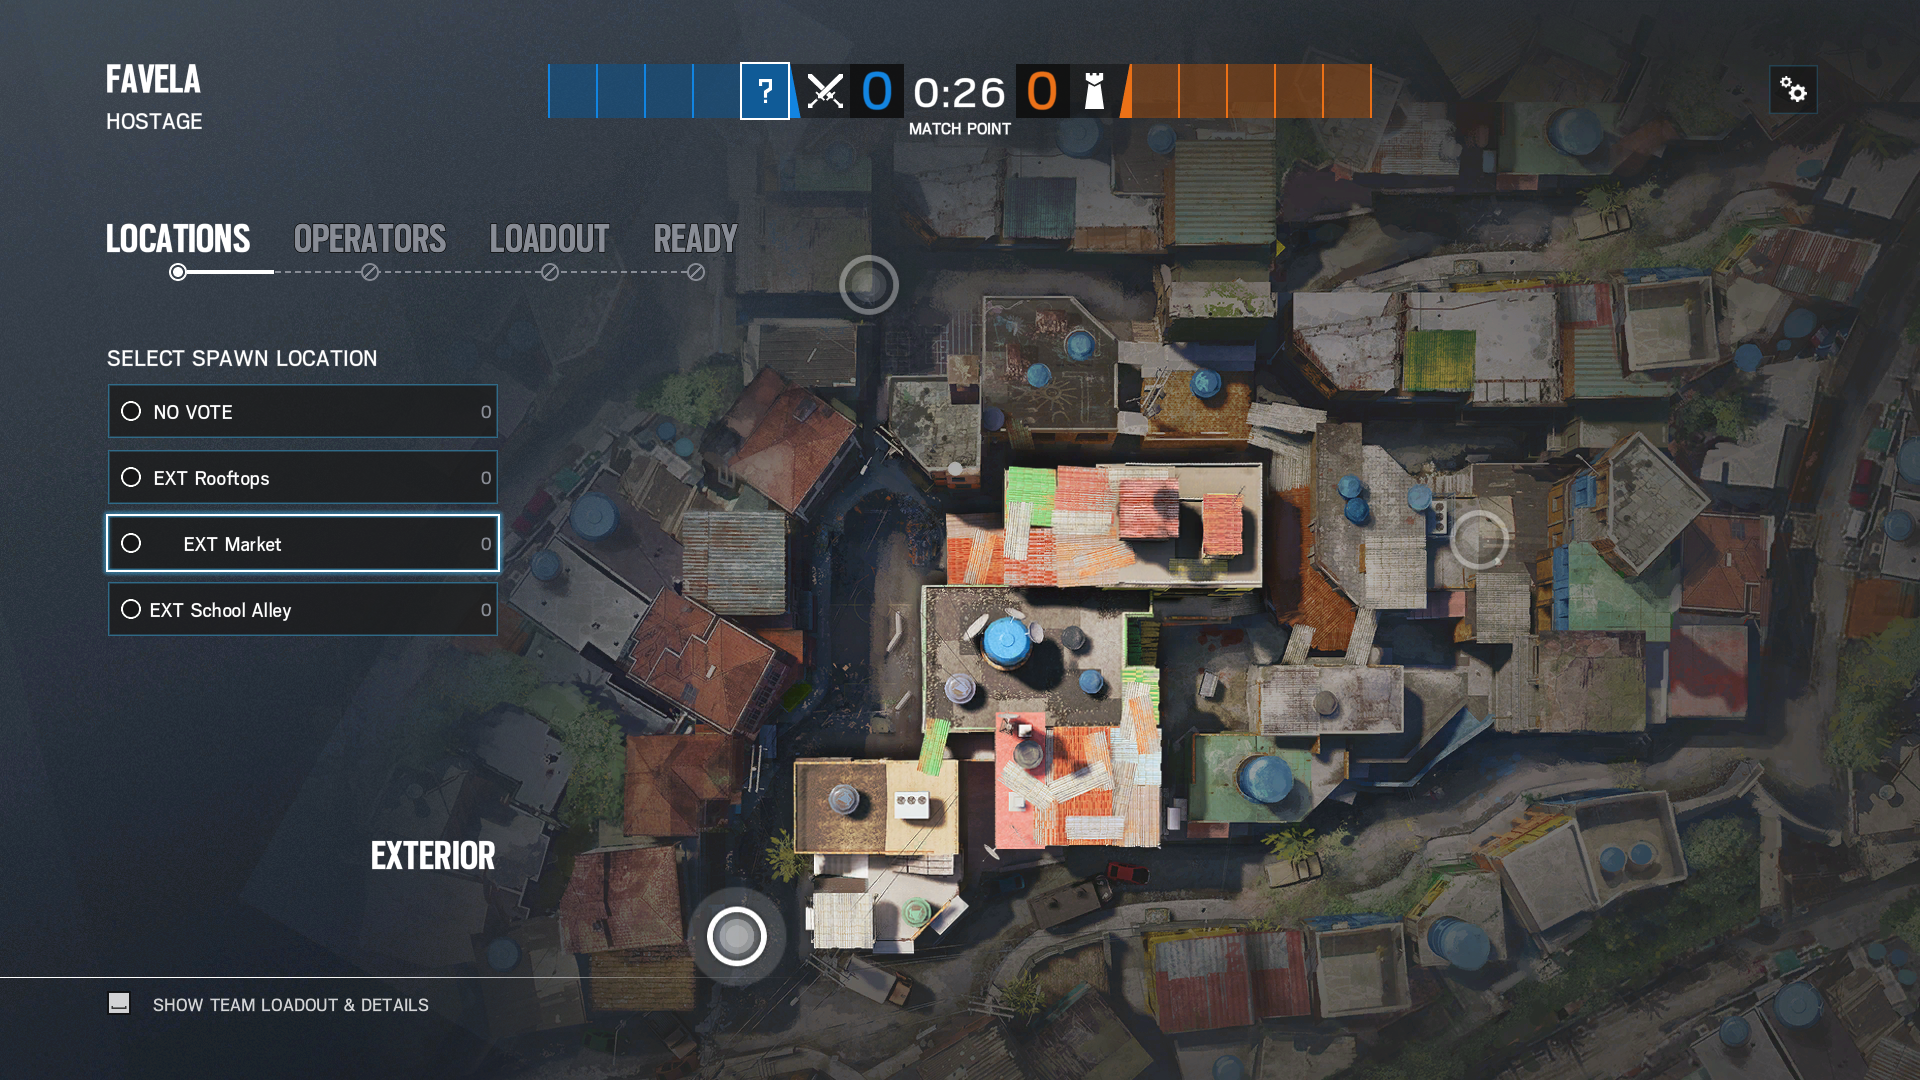 FAVELA
HOSTAGE
?
0
0:26
0
MATCH POINT
LOCATIONS
OPERATORS
LOADOUT
READY
SELECT SPAWN LOCATION
NO VOTE 0
EXT Rooftops 0
EXT Market 0
EXT School Alley 0
EXTERIOR
SHOW TEAM LOADOUT & DETAILS